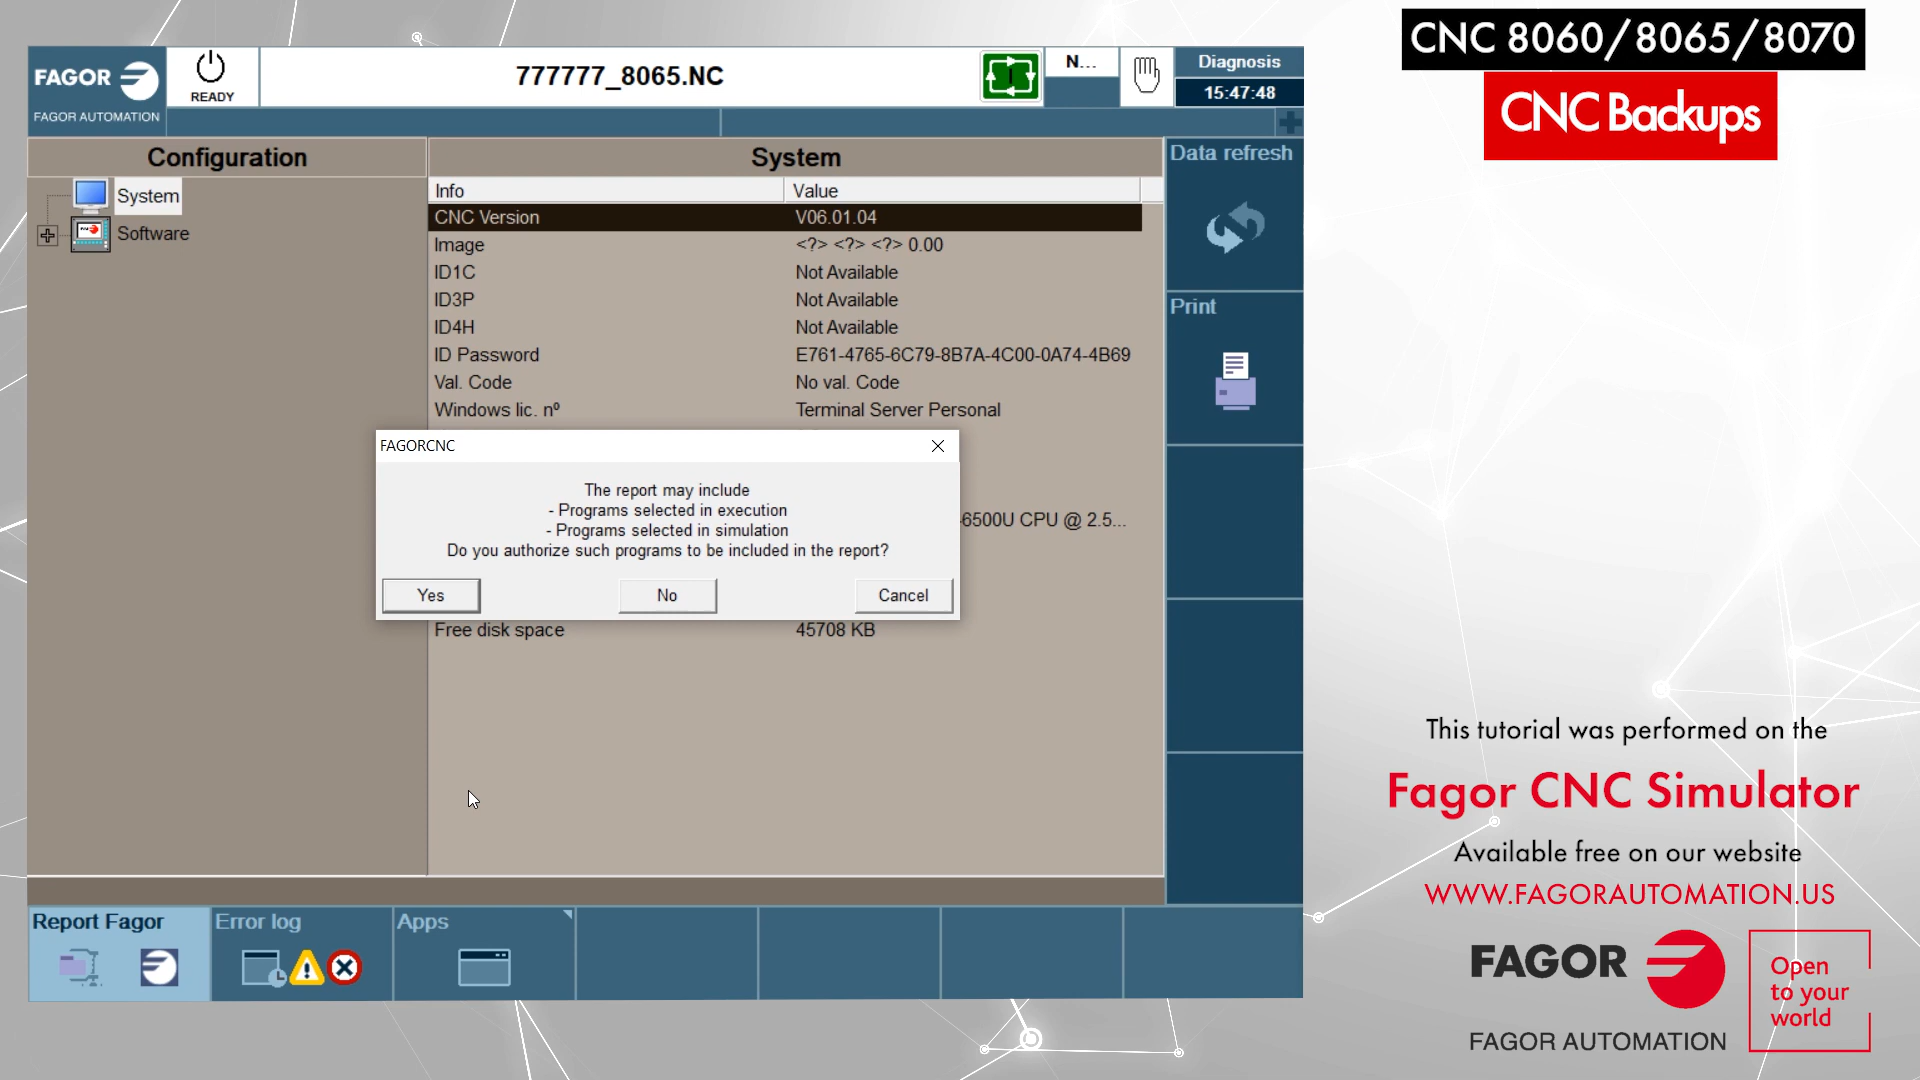 CNC 8060/8065/8070
CNC Backups
FAGOR
FAGOR AUTOMATION
READY
777777_8065.NC
N...
Diagnosis
15:47:48
Configuration
System
Software
System
Info Value
CNC Version V06.01.04
Image <?> <?> <?> 0.00
ID1C Not Available
ID3P Not Available
ID4H Not Available
ID Password E761-4765-6C79-8B7A-4C00-0A74-4B69
Val. Code No val. Code
Windows lic. nº Terminal Server Personal
-6500U CPU @ 2.5...
Free disk space 45708 KB
FAGORCNC
The report may include
- Programs selected in execution
- Programs selected in simulation
Do you authorize such programs to be included in the report?
Yes No Cancel
Data refresh
Print
Report Fagor
Error log
Apps
This tutorial was performed on the
Fagor CNC Simulator
Available free on our website
WWW.FAGORAUTOMATION.US
FAGOR
FAGOR AUTOMATION
Open
to your
world